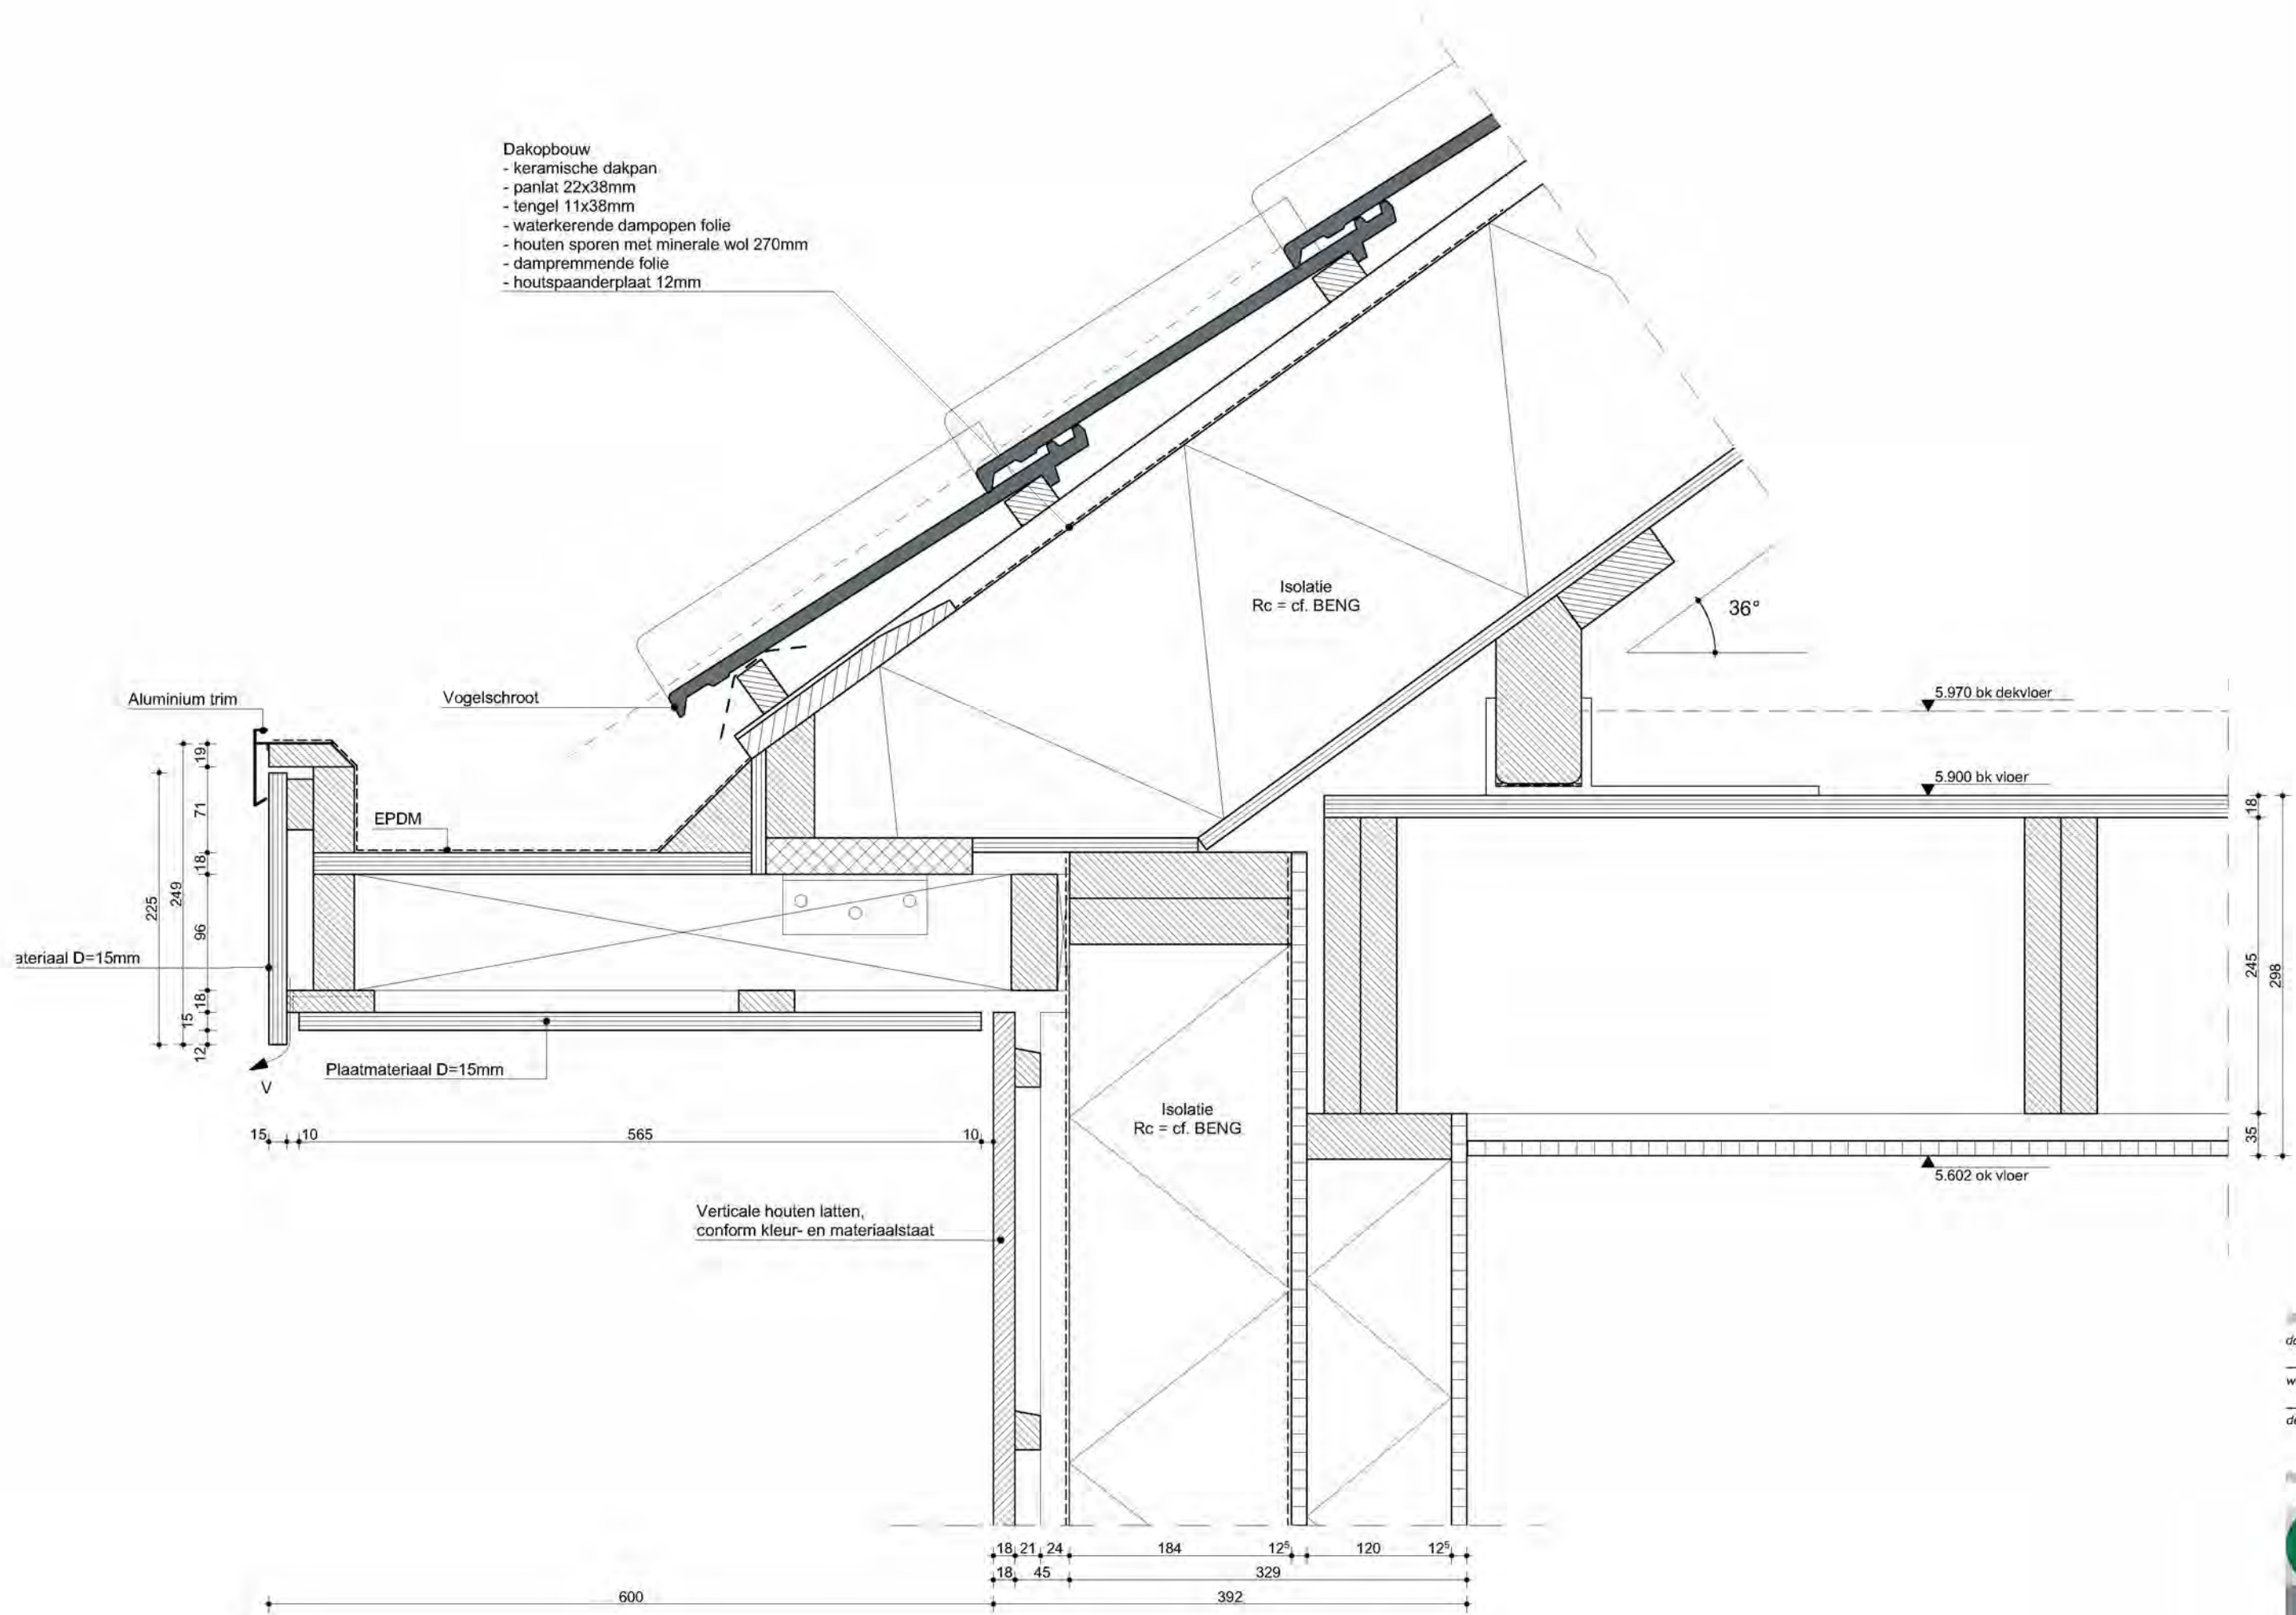 Dakopbouw
- keramische dakpan
- panlat 22x38mm
- tengel 11x38mm
- waterkerende dampopen folie
- houten sporen met minerale wol 270mm
- dampremmende folie
- houtspaanderplaat 12mm
Isolatie
Rc = cf. BENG
36°
Aluminium trim
Vogelschroot
5.970 bk dekvloer
5.900 bk vloer
EPDM
19
71
18
96
18
15
12
249
225
18
245
35
298
ateriaal D=15mm
Plaatmateriaal D=15mm
V
15 10 565 10
Isolatie
Rc = cf. BENG
5.602 ok vloer
Verticale houten latten,
conform kleur- en materiaalstaat
18 21 24 184 12⁵ 120 12⁵
18 45 329
600 392